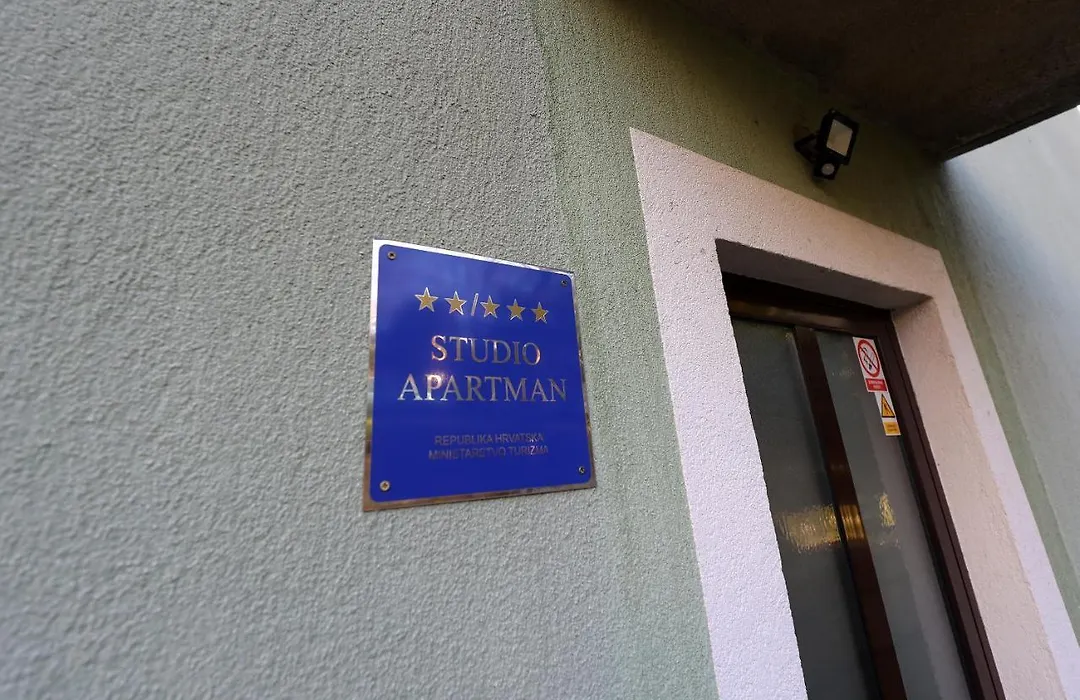 ★★/★★★
STUDIO
APARTMAN
REPUBLIKA HRVATSKA
MINISTARSTVO TURIZMA